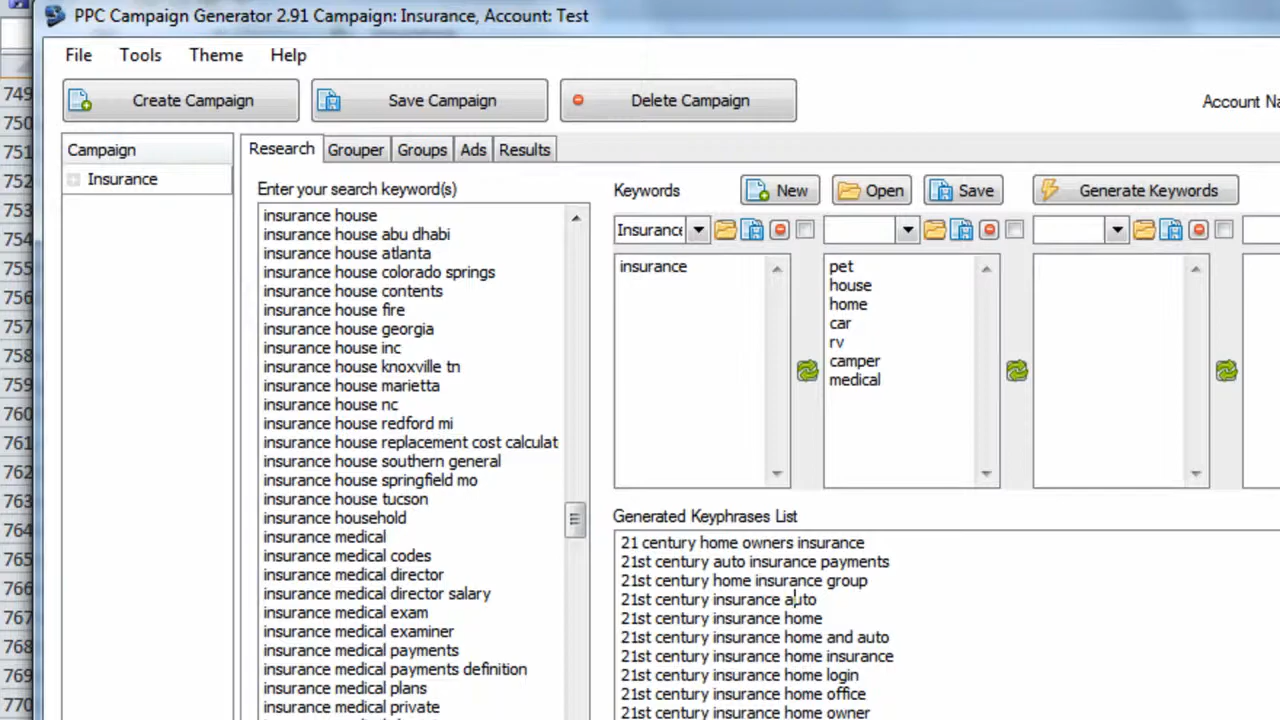 PPC Campaign Generator 2.91 Campaign: Insurance, Account: Test
File Tools Theme Help
Create Campaign Save Campaign Delete Campaign
Account Na
Campaign
Insurance
Research Grouper Groups Ads Results
Enter your search keyword(s)
insurance house
insurance house abu dhabi
insurance house atlanta
insurance house colorado springs
insurance house contents
insurance house fire
insurance house georgia
insurance house inc
insurance house knoxville tn
insurance house marietta
insurance house nc
insurance house redford mi
insurance house replacement cost calculat
insurance house southern general
insurance house springfield mo
insurance house tucson
insurance household
insurance medical
insurance medical codes
insurance medical director
insurance medical director salary
insurance medical exam
insurance medical examiner
insurance medical payments
insurance medical payments definition
insurance medical plans
insurance medical private
Keywords New Open Save Generate Keywords
Insurance
insurance
pet
house
home
car
rv
camper
medical
Generated Keyphrases List
21 century home owners insurance
21st century auto insurance payments
21st century home insurance group
21st century insurance auto
21st century insurance home
21st century insurance home and auto
21st century insurance home insurance
21st century insurance home login
21st century insurance home office
21st century insurance home owner
749
750
751
752
753
754
755
756
757
758
759
760
761
762
763
764
765
766
767
768
769
770